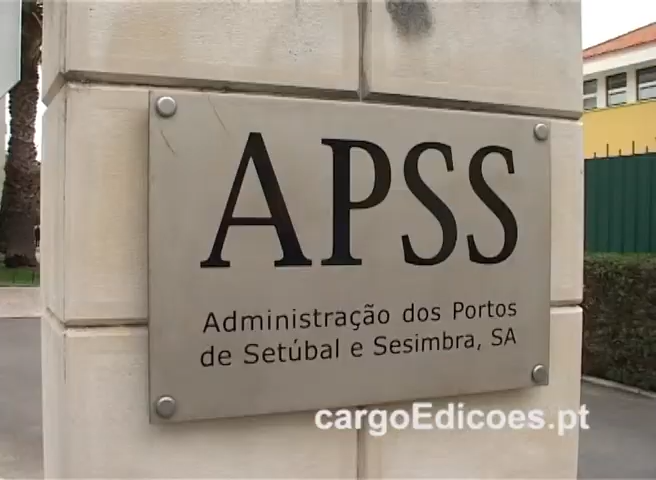 APSS
Administração dos Portos
de Setúbal e Sesimbra, SA
cargoEdicoes.pt